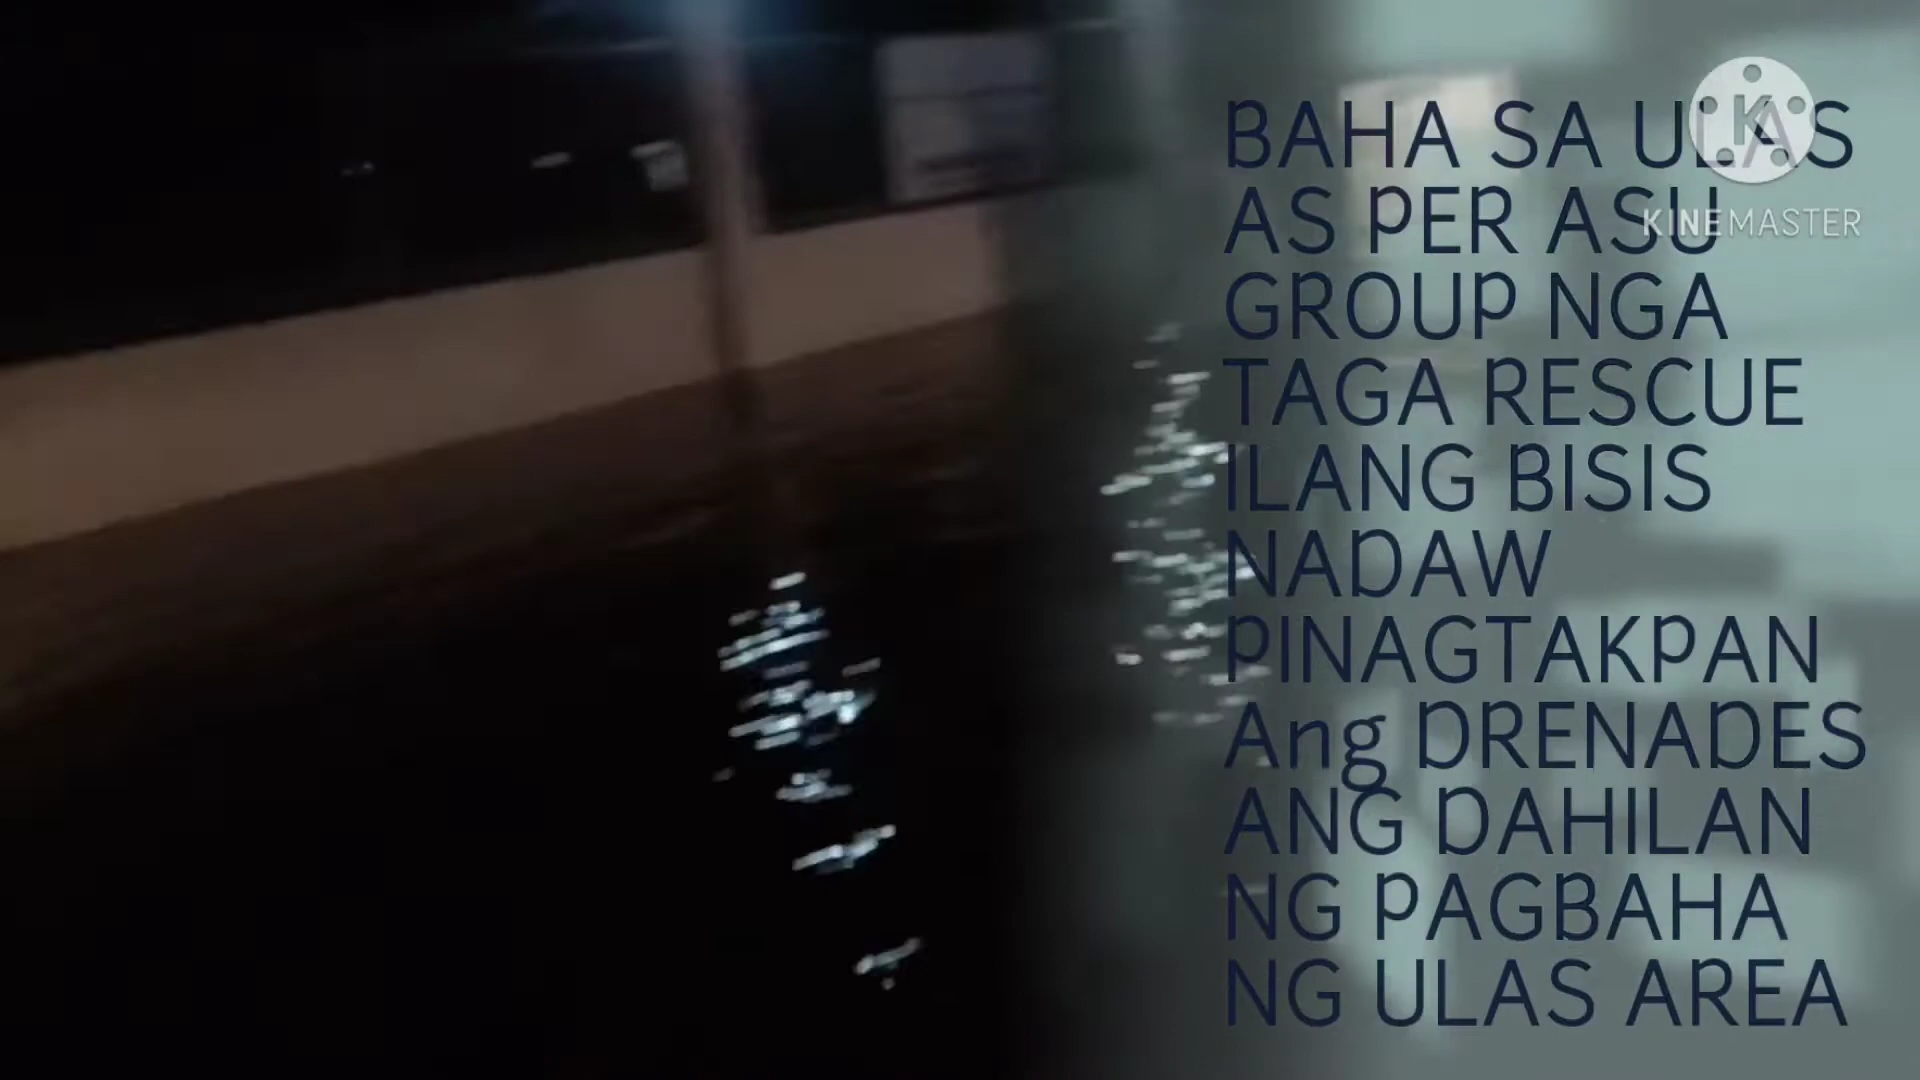 BAHA SA ULAS
AS PER ASU
GROUP NGA
TAGA RESCUE
ILANG BISIS
NADAW
PINAGTAKPAN
Ang DRENADES
ANG DAHILAN
NG PAGBAHA
NG ULAS AREA
K
KINEMASTER